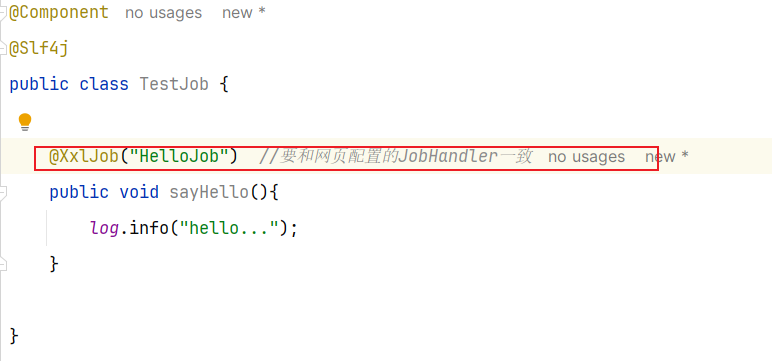 @Component no usages new *
@Slf4j
public class TestJob {
@XxlJob("HelloJob") //要和网页配置的JobHandler一致 no usages new *
public void sayHello(){
log.info("hello...");
}
}